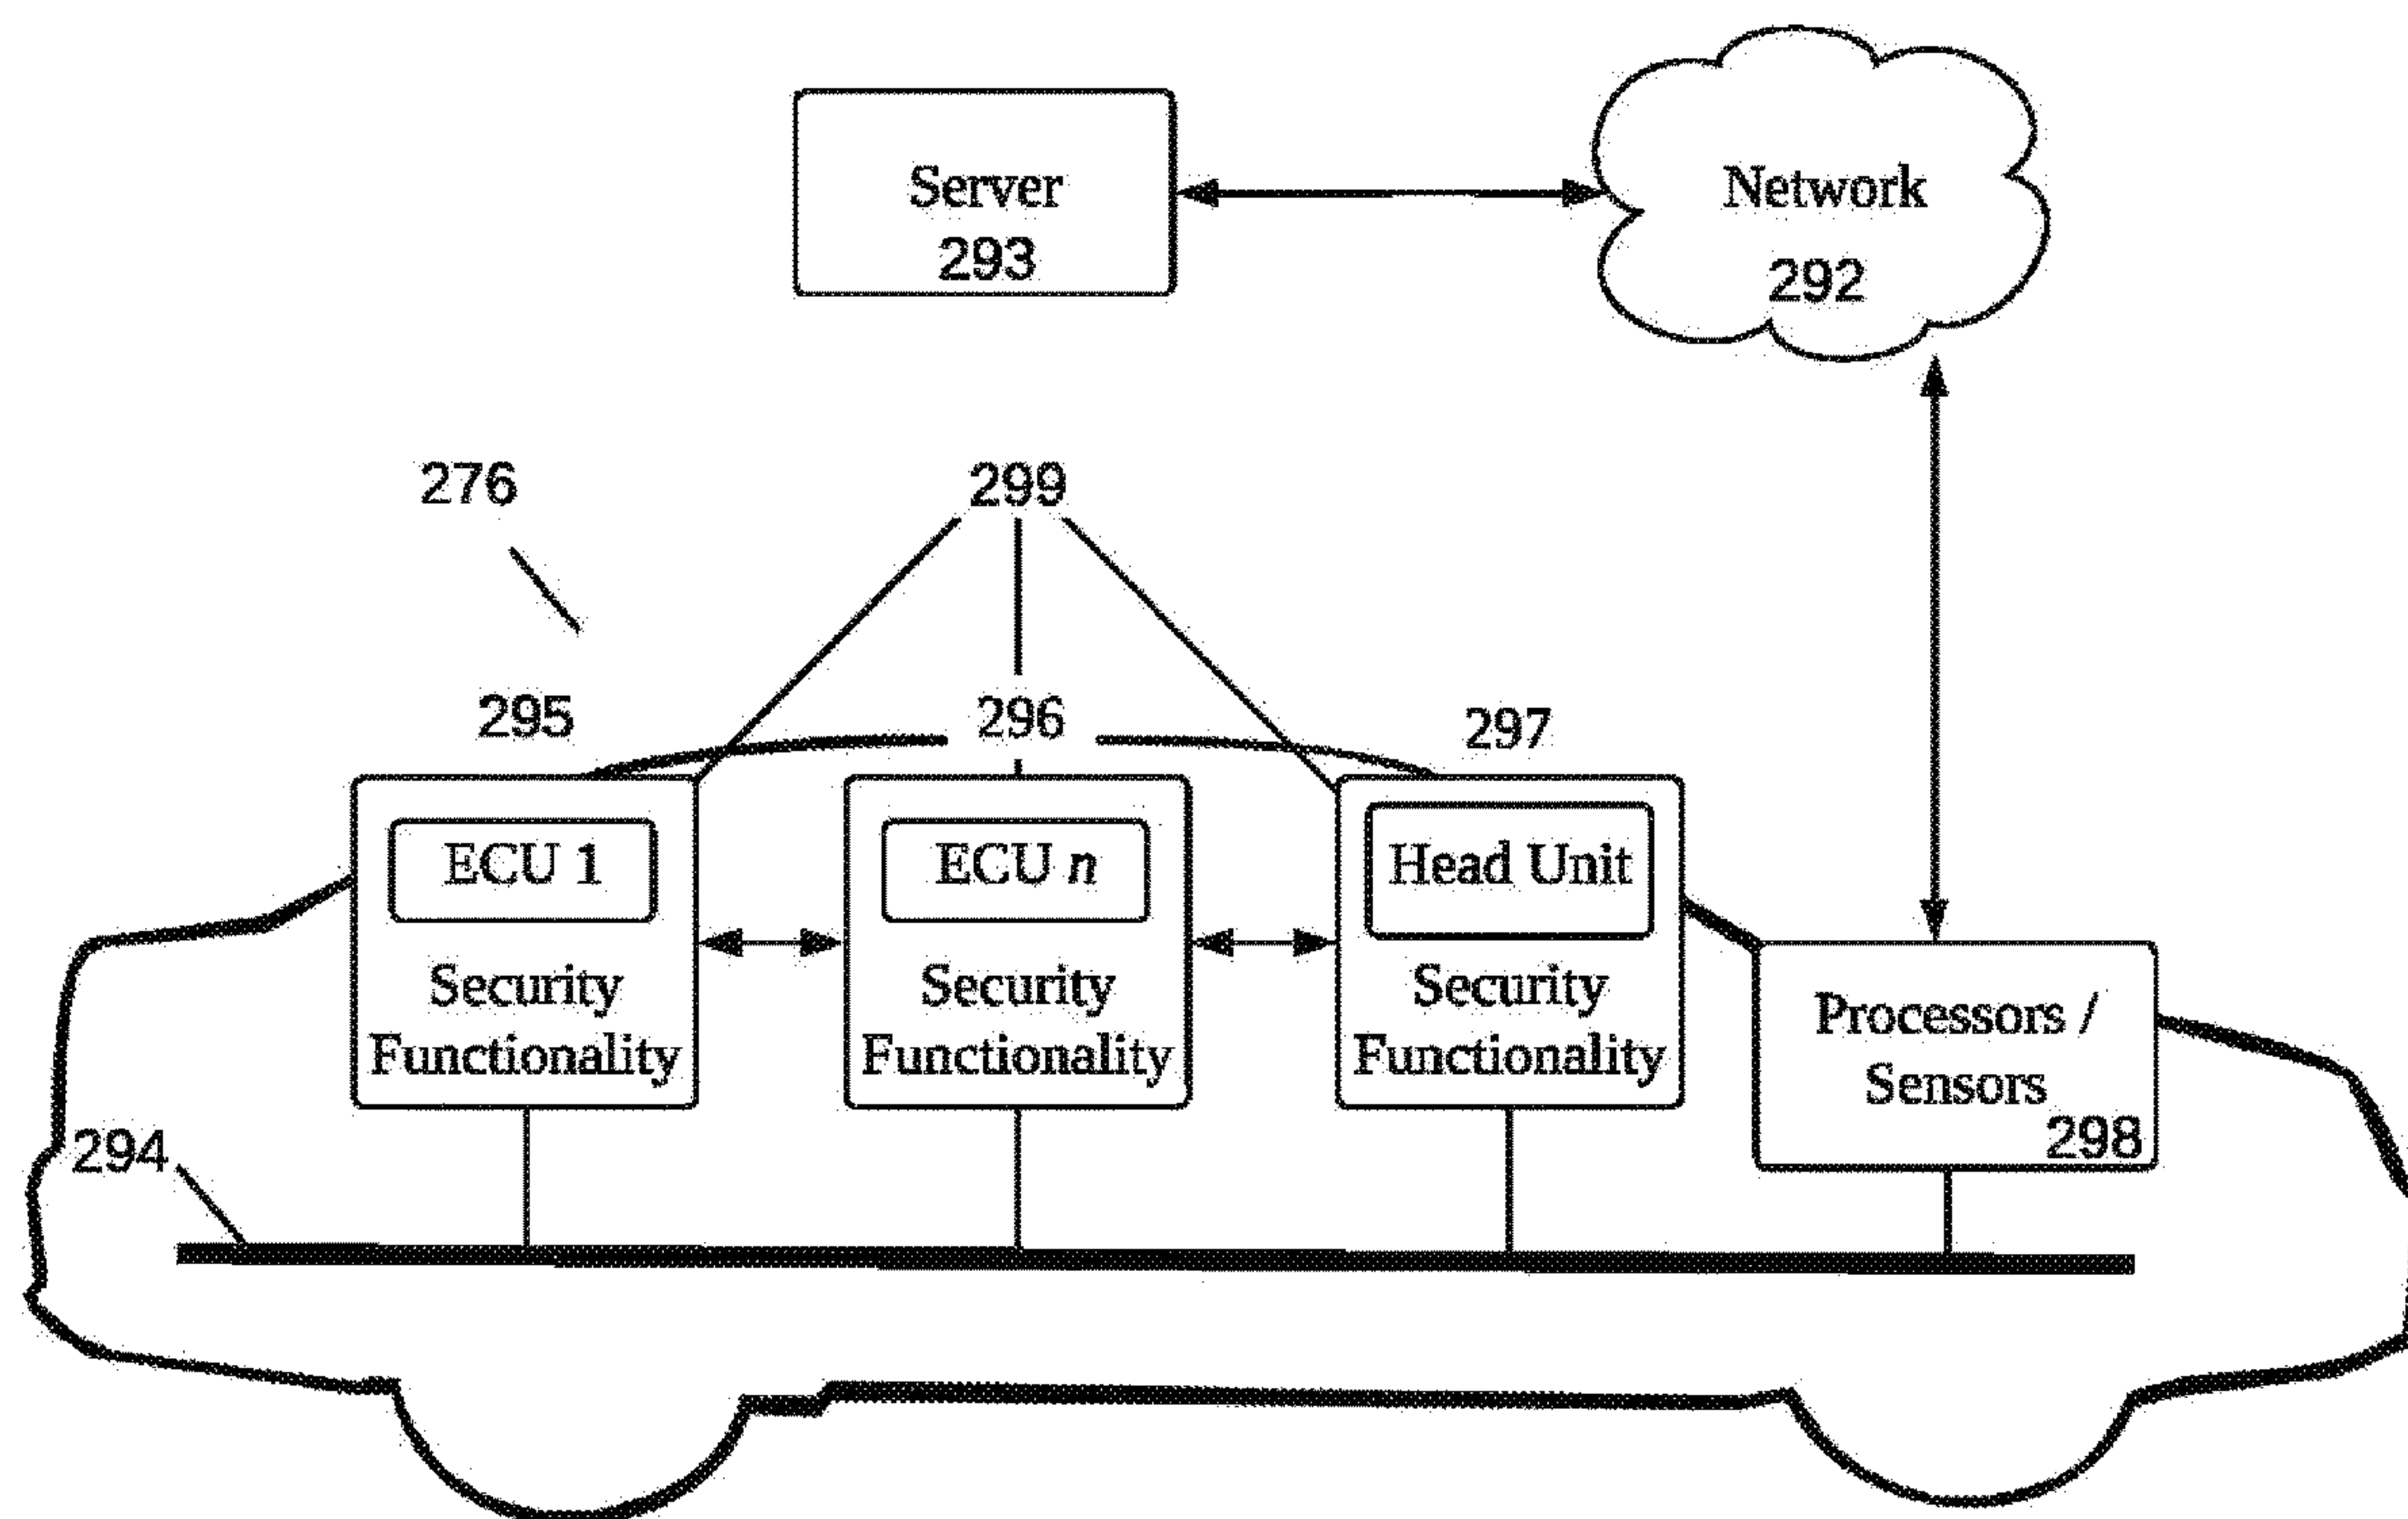 Server
293
Network
292
276
299
295
296
297
ECU 1
Security
Functionality
ECU n
Security
Functionality
Head Unit
Security
Functionality
Processors /
Sensors
298
294